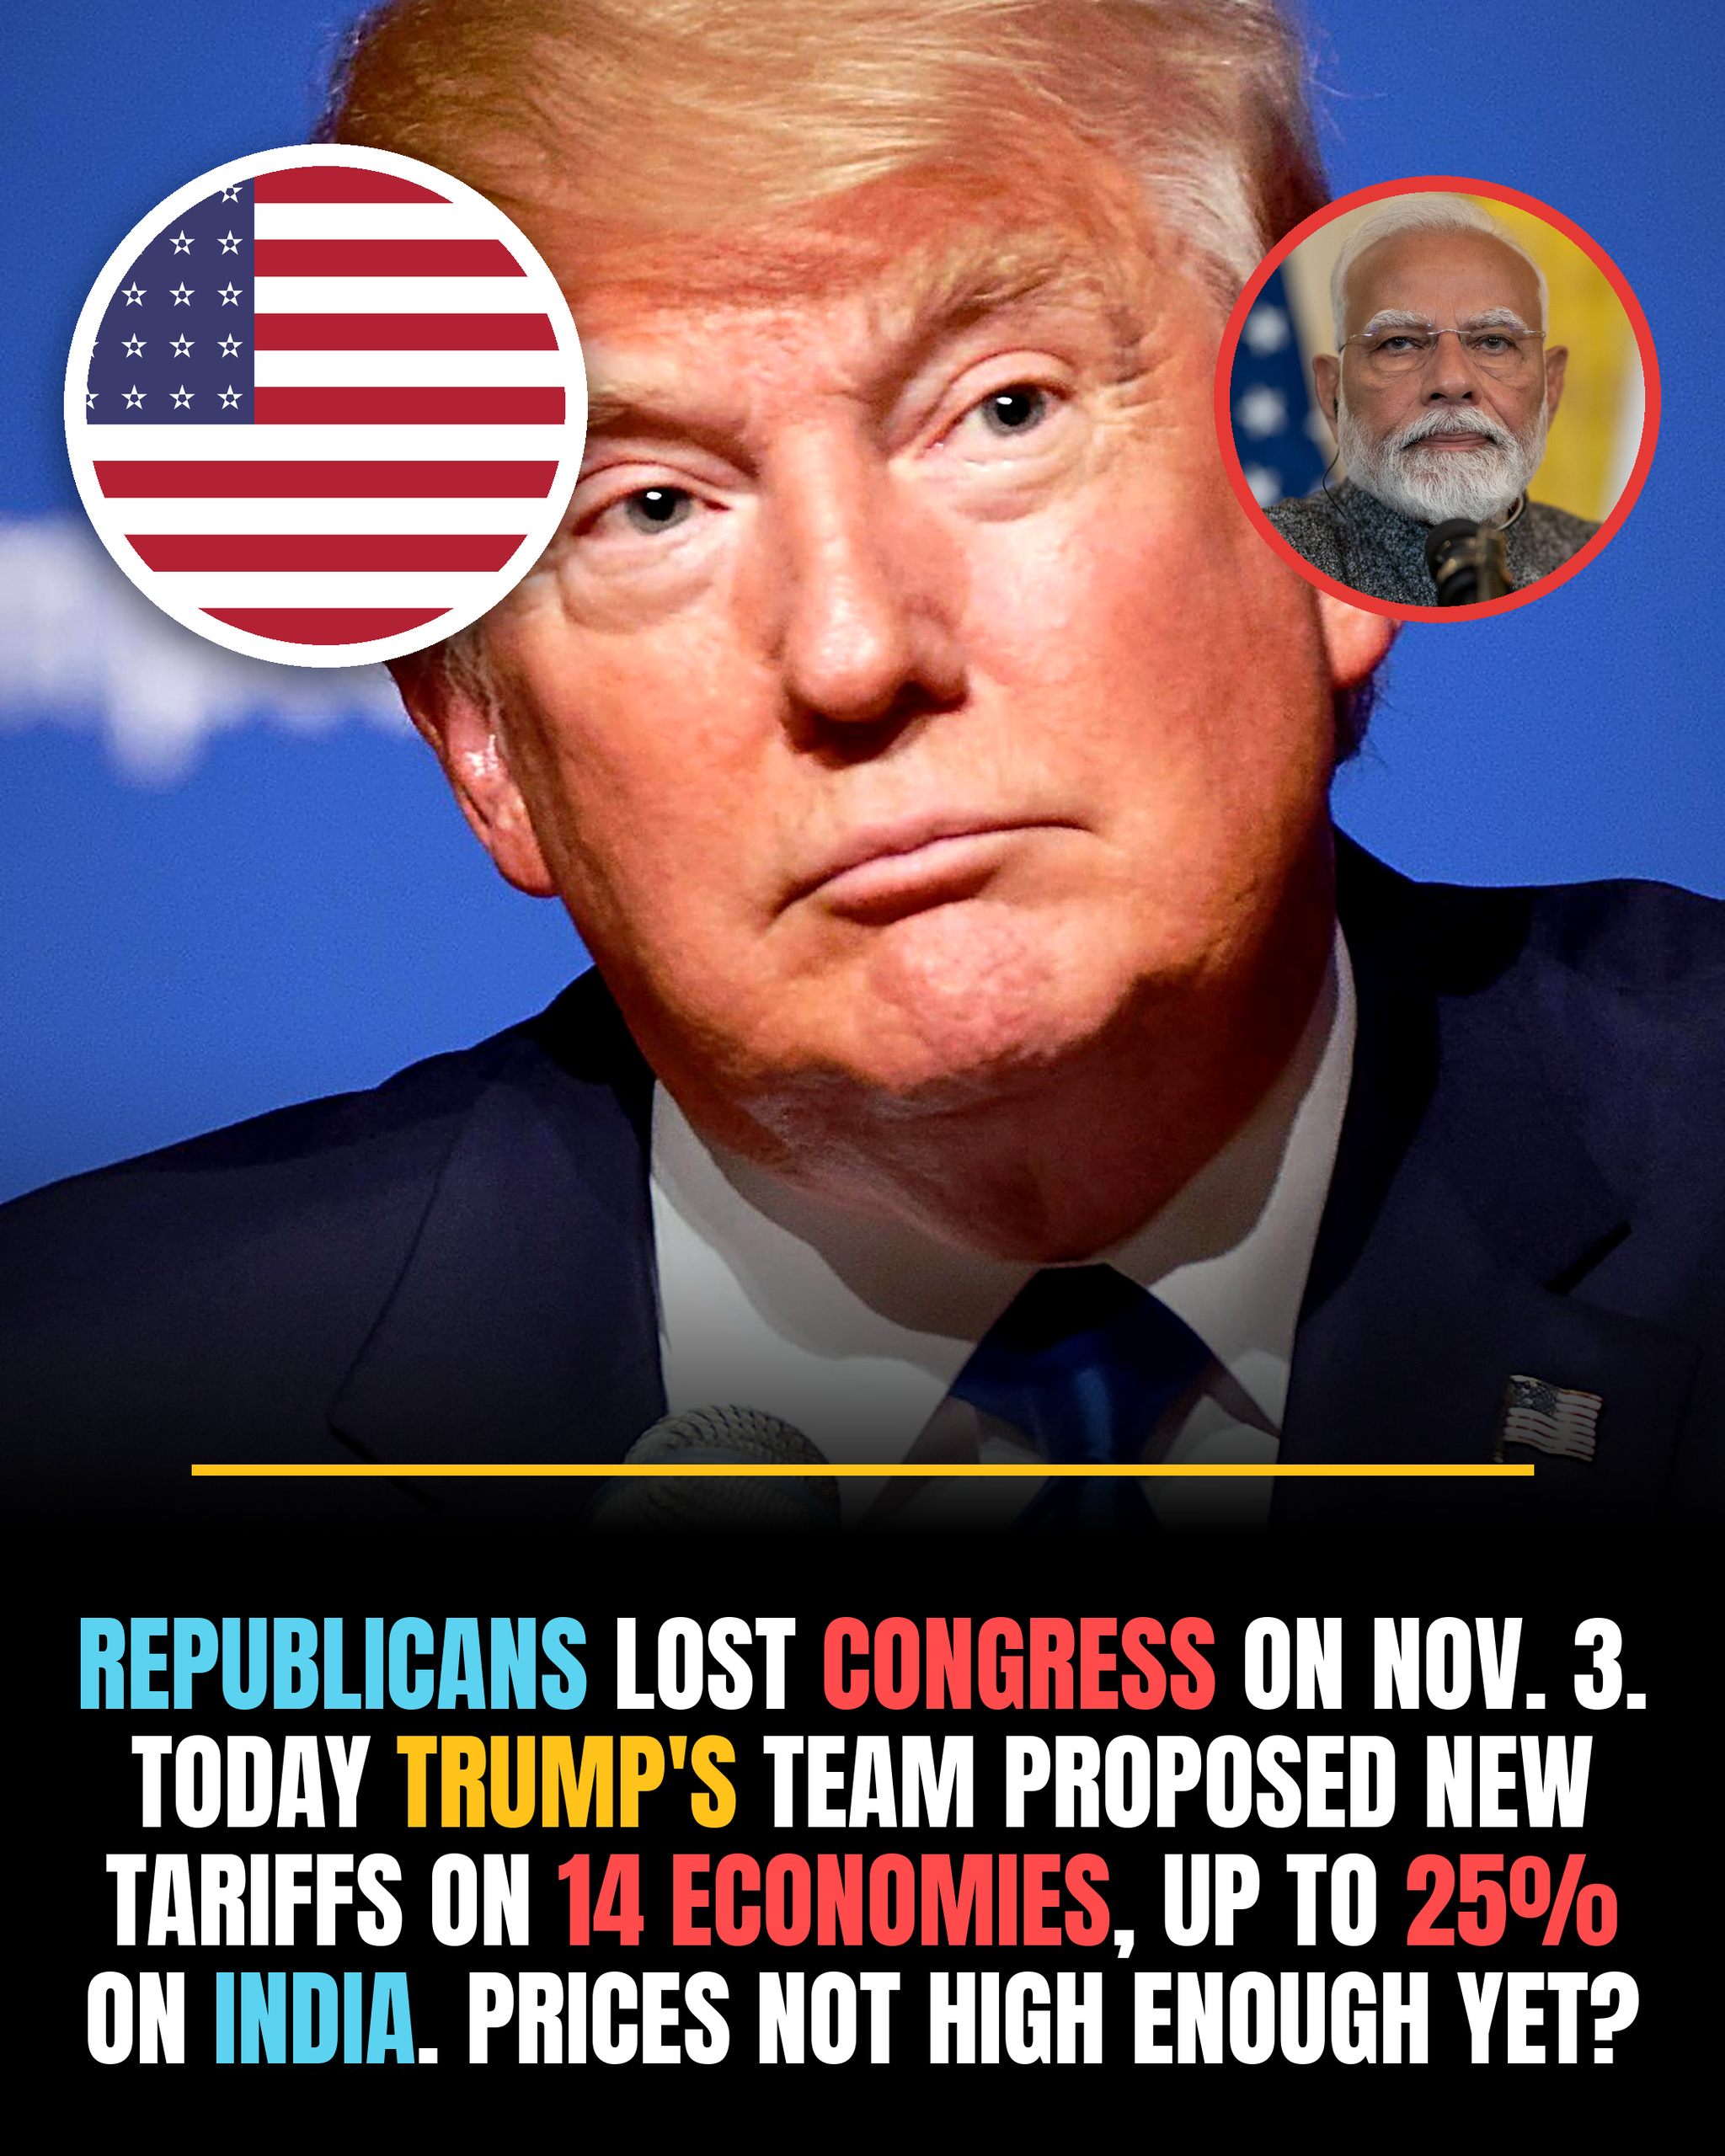 REPUBLICANS LOST CONGRESS ON NOV. 3.
TODAY TRUMP'S TEAM PROPOSED NEW
TARIFFS ON 14 ECONOMIES, UP TO 25%
ON INDIA. PRICES NOT HIGH ENOUGH YET?